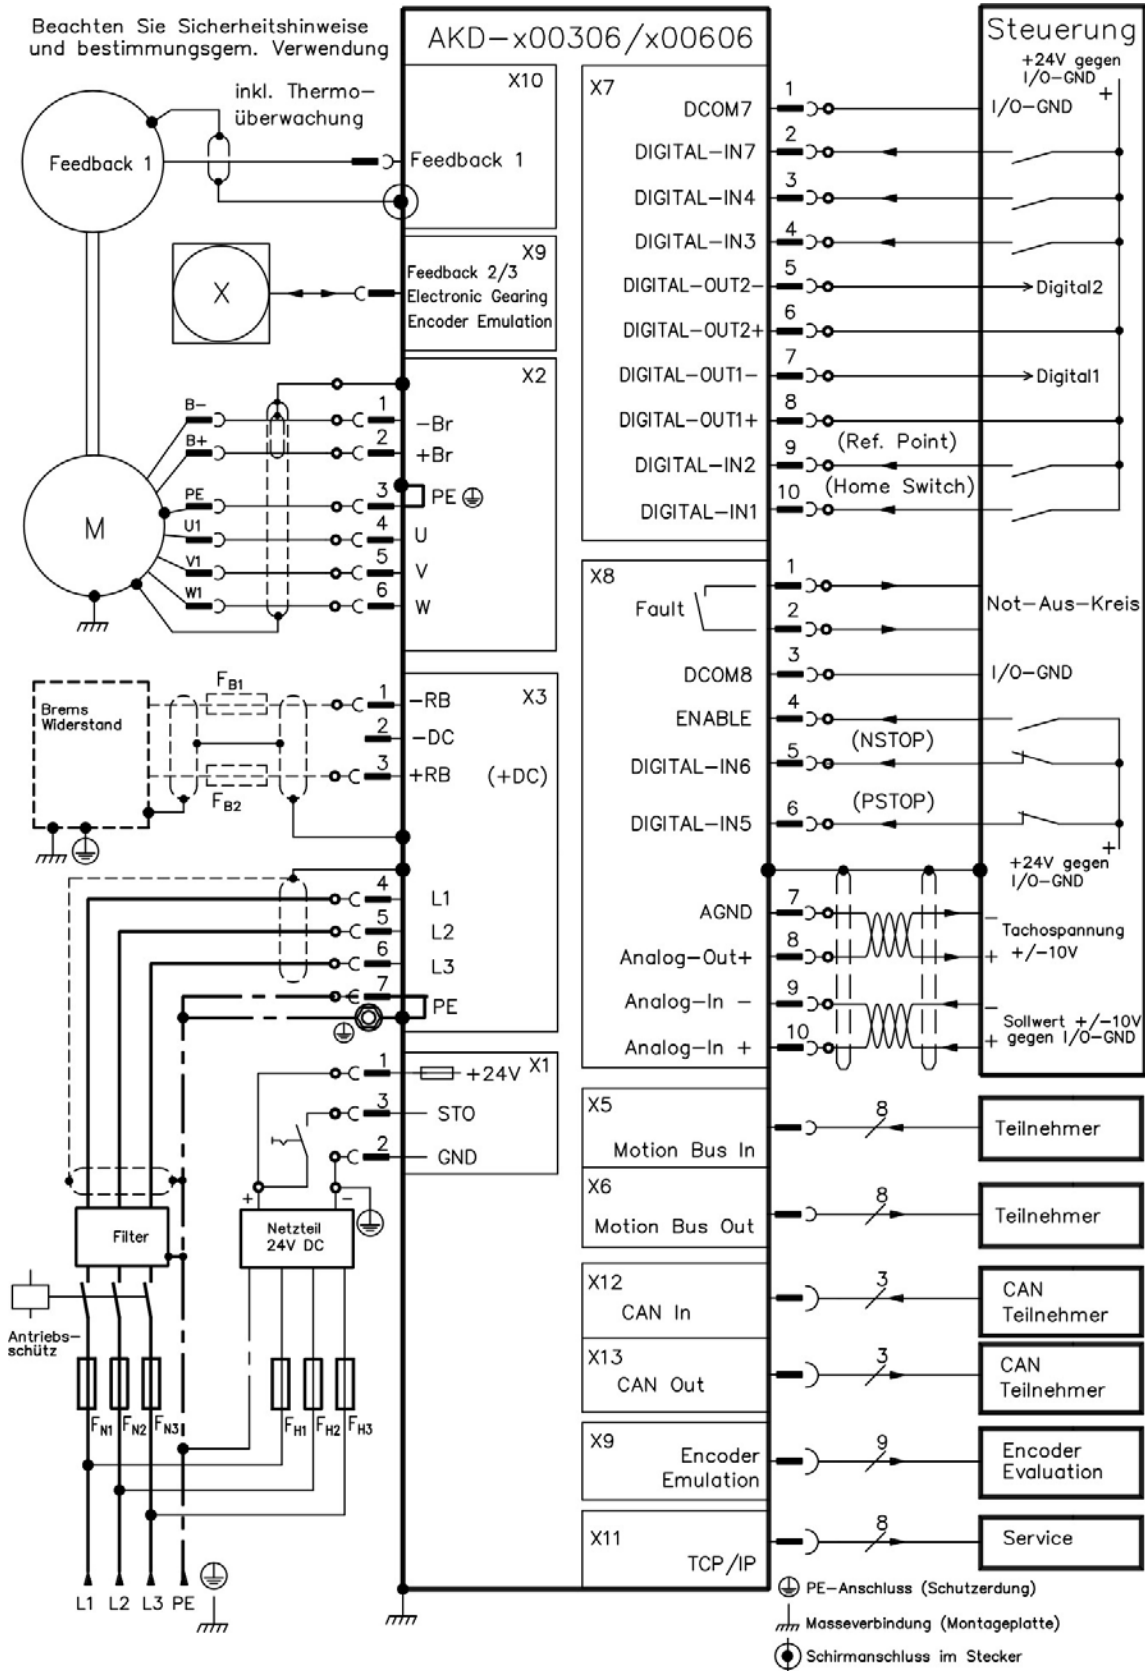 Beachten Sie Sicherheitshinweise
und bestimmungsgem. Verwendung
AKD-x00306/x00606
Steuerung
inkl. Thermo-
überwachung
Feedback 1
X10
Feedback 1
X
X9
Feedback 2/3
Electronic Gearing
Encoder Emulation
X2
M
B-
1
-Br
B+
2
+Br
PE
3
PE
U1
4
U
V1
5
V
W1
6
W
Brems
Widerstand
FB1
FB2
X3
1
-RB
2
-DC
3
+RB
(+DC)
4
L1
5
L2
6
L3
7
PE
X1
1
+24V
3
STO
2
GND
+
-
Filter
Netzteil
24V DC
Antriebs-
schütz
FN1
FN2
FN3
FH1
FH2
FH3
L1
L2
L3
PE
X7
+24V gegen
I/O-GND
+
DCOM7
1
I/O-GND
DIGITAL-IN7
2
DIGITAL-IN4
3
DIGITAL-IN3
4
DIGITAL-OUT2-
5
Digital2
DIGITAL-OUT2+
6
DIGITAL-OUT1-
7
Digital1
DIGITAL-OUT1+
8
DIGITAL-IN2
9
(Ref. Point)
DIGITAL-IN1
10
(Home Switch)
X8
Fault
1
2
Not-Aus-Kreis
DCOM8
3
I/O-GND
ENABLE
4
DIGITAL-IN6
5
(NSTOP)
DIGITAL-IN5
6
(PSTOP)
+
+24V gegen
I/O-GND
AGND
7
-
Analog-Out+
8
+
Tachospannung
+/-10V
Analog-In -
9
-
Analog-In +
10
+
Sollwert +/-10V
gegen I/O-GND
X5
Motion Bus In
8
Teilnehmer
X6
Motion Bus Out
8
Teilnehmer
X12
CAN In
3
CAN
Teilnehmer
X13
CAN Out
3
CAN
Teilnehmer
X9
Encoder
Emulation
9
Encoder
Evaluation
X11
TCP/IP
8
Service
PE-Anschluss (Schutzerdung)
Masseverbindung (Montageplatte)
Schirmanschluss im Stecker